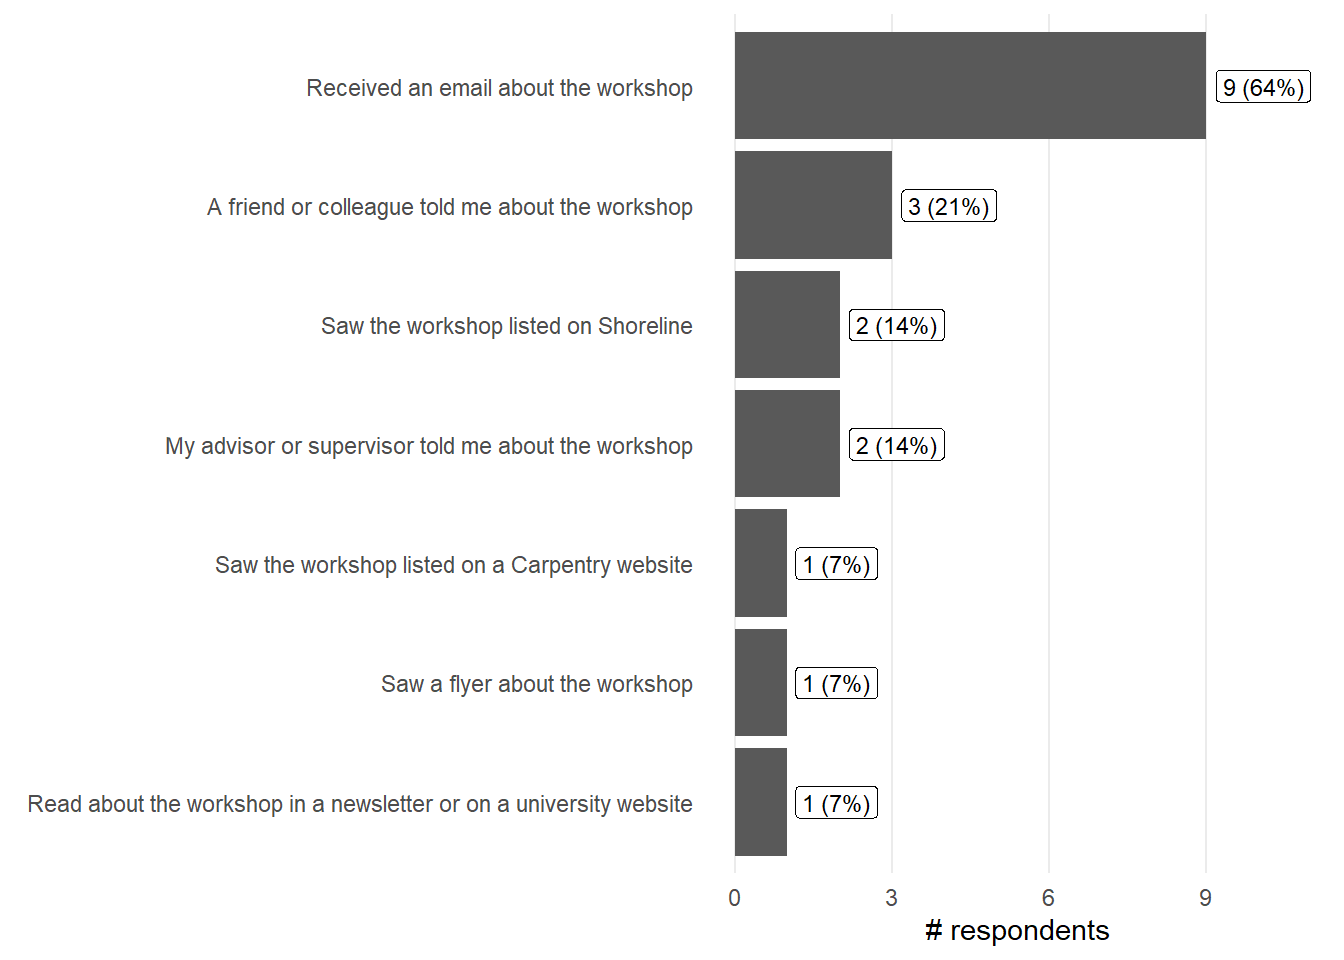 Received an email about the workshop
9 (64%)
A friend or colleague told me about the workshop
3 (21%)
Saw the workshop listed on Shoreline
2 (14%)
My advisor or supervisor told me about the workshop
2 (14%)
Saw the workshop listed on a Carpentry website
1 (7%)
Saw a flyer about the workshop
1 (7%)
Read about the workshop in a newsletter or on a university website
1 (7%)
0 3 6 9
# respondents